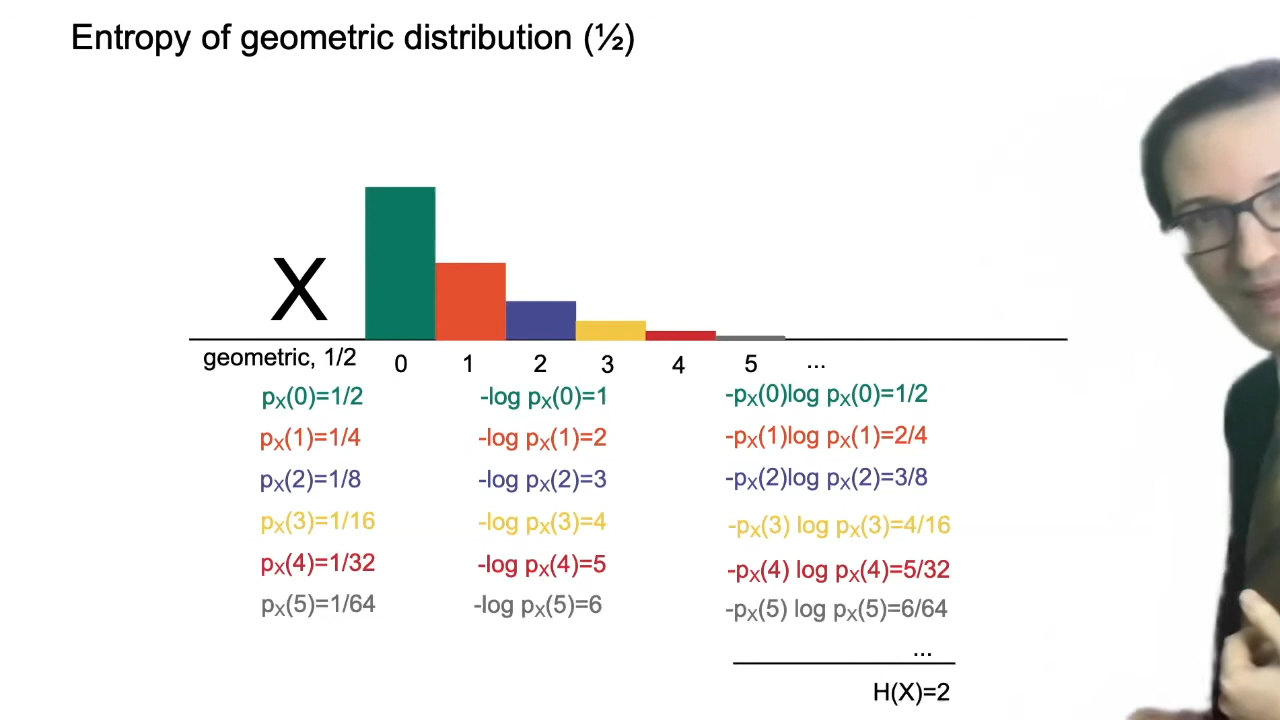 Entropy of geometric distribution (½)
X
geometric, 1/2
0 1 2 3 4 5 ...
pX(0)=1/2 -log pX(0)=1 -pX(0)log pX(0)=1/2
pX(1)=1/4 -log pX(1)=2 -pX(1)log pX(1)=2/4
pX(2)=1/8 -log pX(2)=3 -pX(2)log pX(2)=3/8
pX(3)=1/16 -log pX(3)=4 -pX(3) log pX(3)=4/16
pX(4)=1/32 -log pX(4)=5 -pX(4) log pX(4)=5/32
pX(5)=1/64 -log pX(5)=6 -pX(5) log pX(5)=6/64
...
H(X)=2